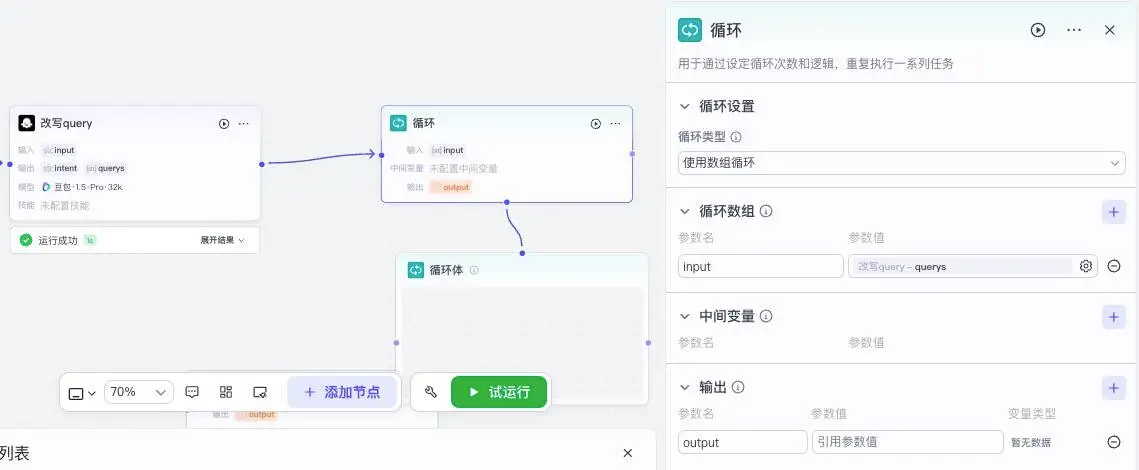 改写query
输入 str.input
输出 str.intent [str]querys
模型 豆包·1.5·Pro·32k
技能 未配置技能
运行成功 1s 展开结果
循环
输入 [str]input
中间变量 未配置中间变量
输出 output
循环体
70%
添加节点
试运行
输出 output
列表
循环
用于通过设定循环次数和逻辑，重复执行一系列任务
循环设置
循环类型
使用数组循环
循环数组
参数名 参数值
input 改写query – querys
中间变量
参数名 参数值
输出
参数名 参数值 变量类型
output 引用参数值 暂无数据